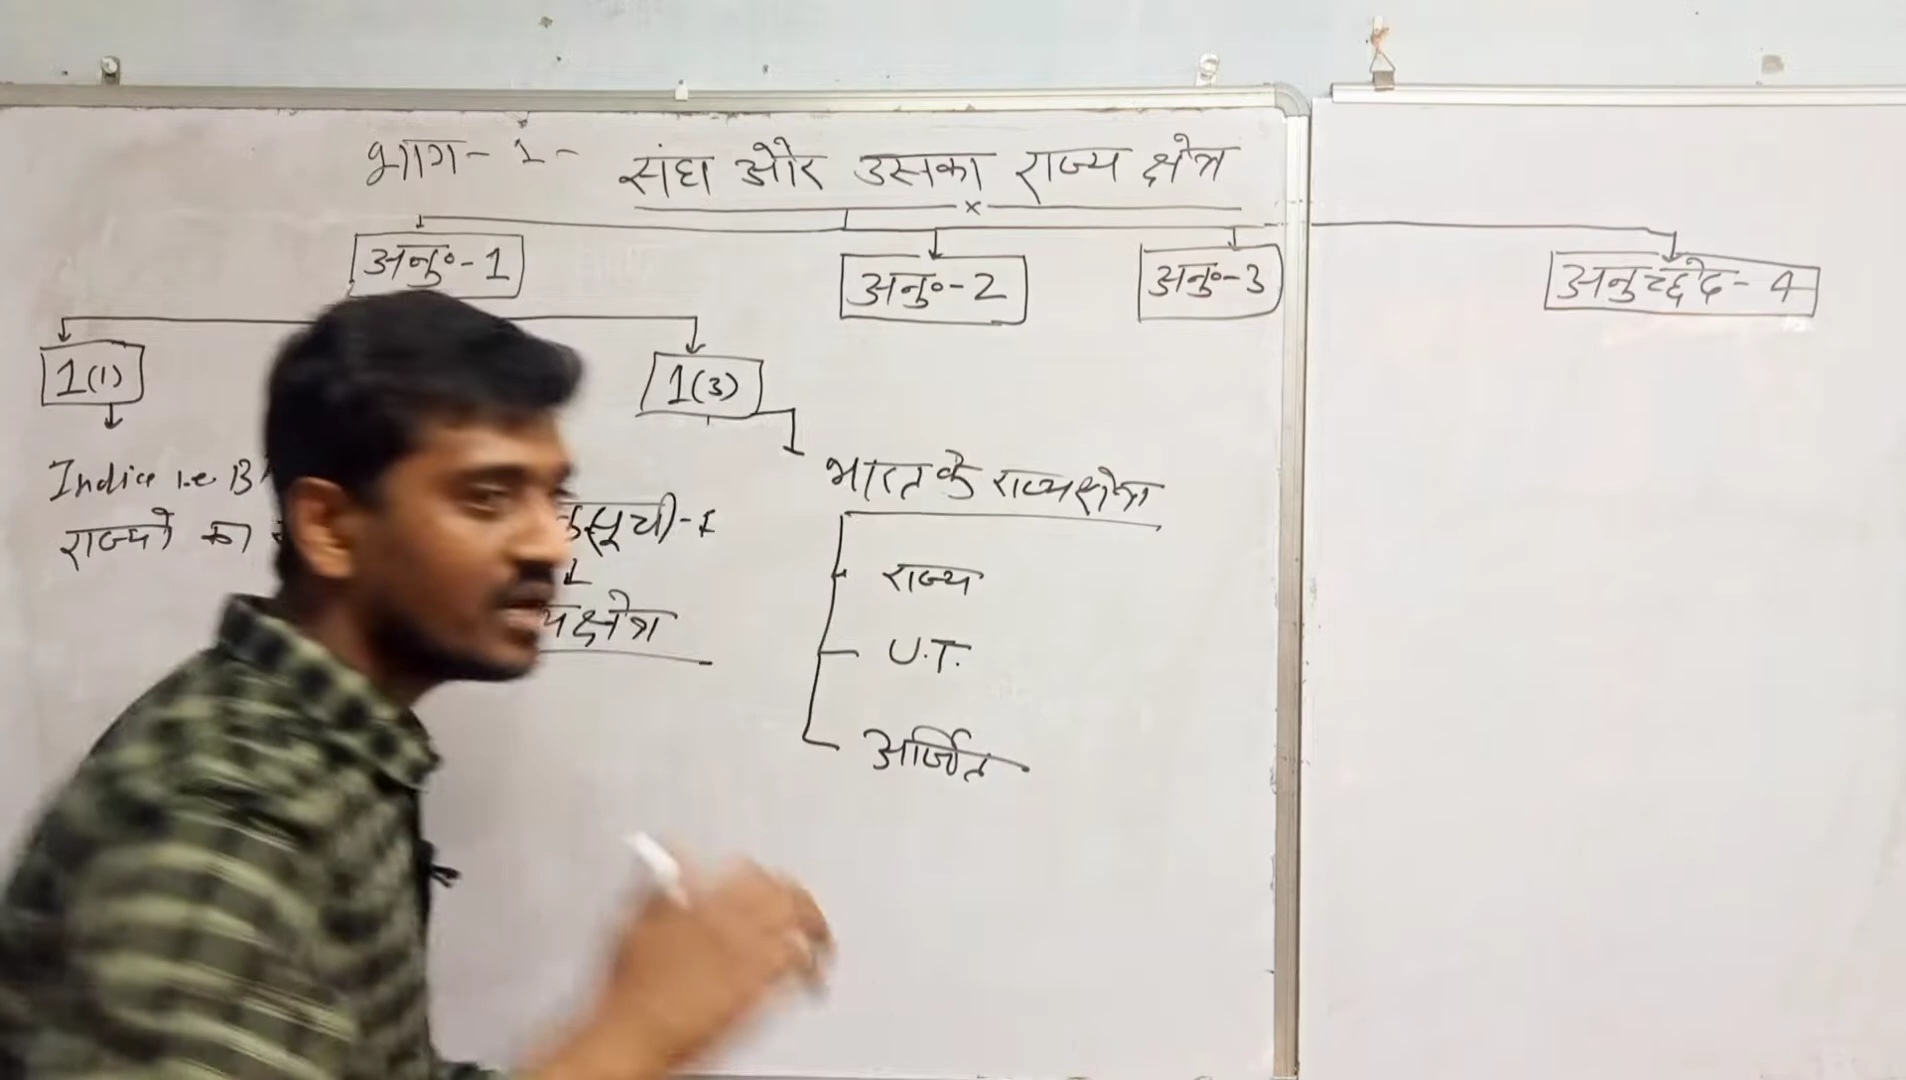 भाग- 1- संघ और उसका राज्य क्षेत्र
अनु०-1
अनु०-2
अनु०-3
अनुच्छेद-4
1(1)
1(3)
India i.e. B
राज्यों का
सूची-1
क्षेत्र
भारत के राज्यक्षेत्र
राज्य
U.T.
अर्जित